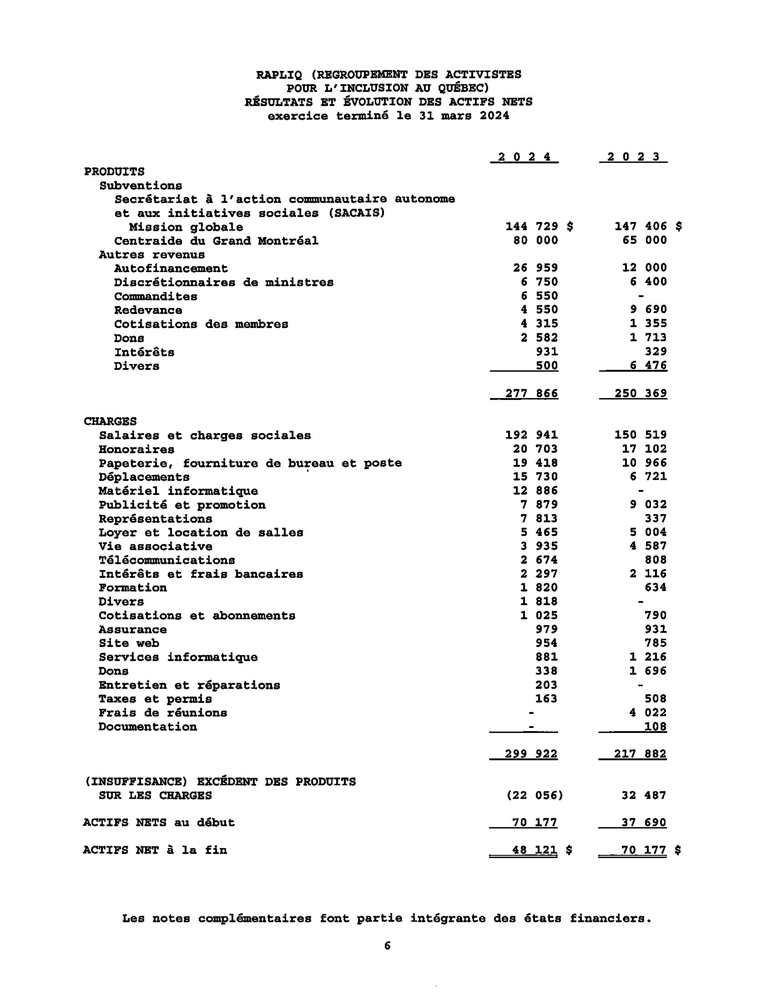 RAPLIQ (REGROUPEMENT DES ACTIVISTES
POUR L'INCLUSION AU QUÉBEC)
RÉSULTATS ET ÉVOLUTION DES ACTIFS NETS
exercice terminé le 31 mars 2024
2 0 2 4 2 0 2 3
PRODUITS
Subventions
Secrétariat à l'action communautaire autonome
et aux initiatives sociales (SACAIS)
Mission globale 144 729 $ 147 406 $
Centraide du Grand Montréal 80 000 65 000
Autres revenus
Autofinancement 26 959 12 000
Discrétionnaires de ministres 6 750 6 400
Commandites 6 550 -
Redevance 4 550 9 690
Cotisations des membres 4 315 1 355
Dons 2 582 1 713
Intérêts 931 329
Divers 500 6 476
277 866 250 369
CHARGES
Salaires et charges sociales 192 941 150 519
Honoraires 20 703 17 102
Papeterie, fourniture de bureau et poste 19 418 10 966
Déplacements 15 730 6 721
Matériel informatique 12 886 -
Publicité et promotion 7 879 9 032
Représentations 7 813 337
Loyer et location de salles 5 465 5 004
Vie associative 3 935 4 587
Télécommunications 2 674 808
Intérêts et frais bancaires 2 297 2 116
Formation 1 820 634
Divers 1 818 -
Cotisations et abonnements 1 025 790
Assurance 979 931
Site web 954 785
Services informatique 881 1 216
Dons 338 1 696
Entretien et réparations 203 -
Taxes et permis 163 508
Frais de réunions - 4 022
Documentation - 108
299 922 217 882
(INSUFFISANCE) EXCÉDENT DES PRODUITS
SUR LES CHARGES (22 056) 32 487
ACTIFS NETS au début 70 177 37 690
ACTIFS NET à la fin 48 121 $ 70 177 $
Les notes complémentaires font partie intégrante des états financiers.
6